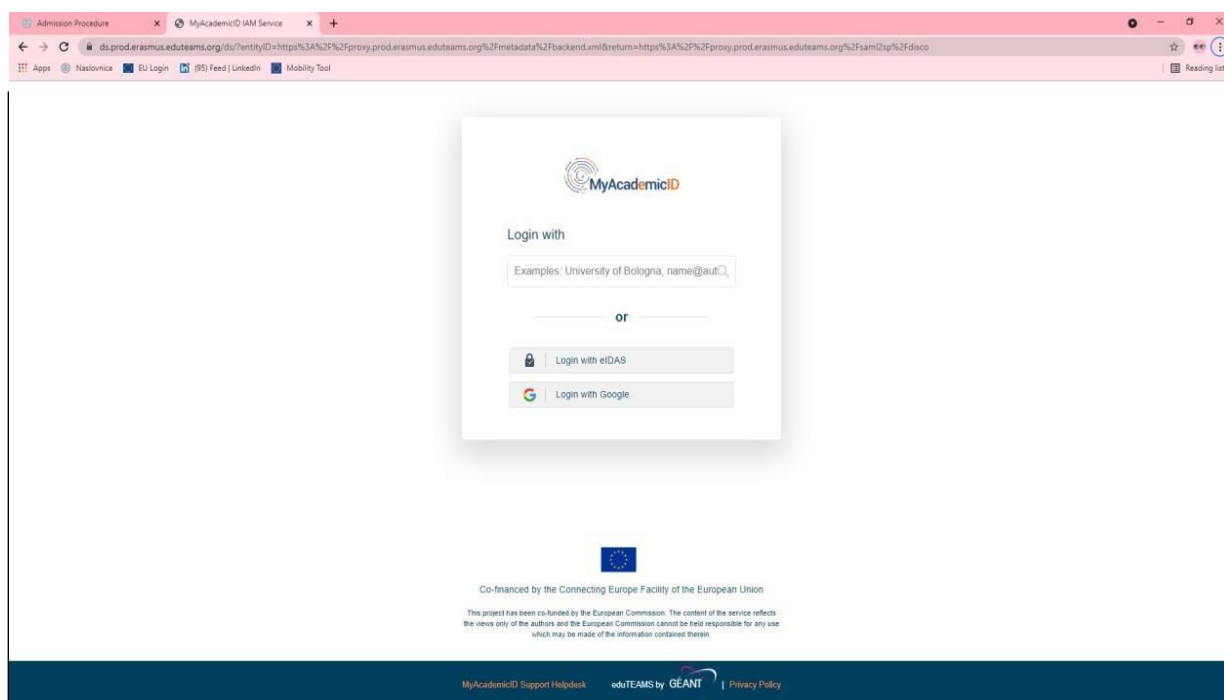 Admission Procedure
MyAcademicID IAM Service
ds.prod.erasmus.eduteams.org/ds/?entityID=https%3A%2F%2Fproxy.prod.erasmus.eduteams.org%2Fmetadata%2Fbackend.xml&return=https%3A%2F%2Fproxy.prod.erasmus.eduteams.org%2Fsaml2sp%2Fdisco
Apps Naslovnica EU Login (95) Feed | LinkedIn Mobility Tool Reading list
MyAcademicID
Login with
Examples: University of Bologna, name@aut
or
Login with eIDAS
Login with Google
Co-financed by the Connecting Europe Facility of the European Union
This project has been co-funded by the European Commission. The content of the service reflects
the views only of the authors and the European Commission cannot be held responsible for any use
which may be made of the information contained therein.
MyAcademicID Support Helpdesk eduTEAMS by GÉANT | Privacy Policy